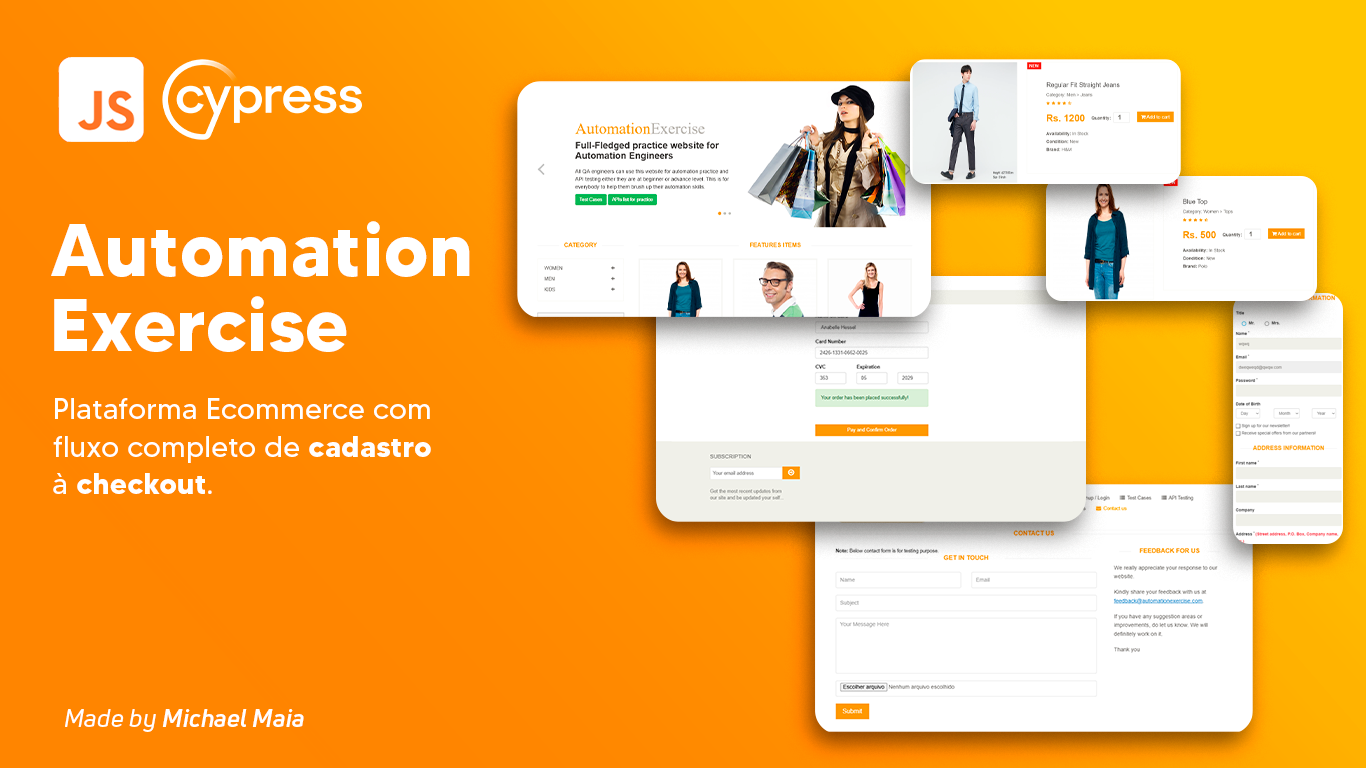 JS
cypress
Automation
Exercise
Plataforma Ecommerce com
fluxo completo de cadastro
à checkout.
Made by Michael Maia
AutomationExercise
Full-Fledged practice website for
Automation Engineers
All QA engineers can use this website for automation practice and
API testing either they are at beginner or advance level. This is for
everybody to help them brush up their automation skills.
Test Cases
APIs list for practice
CATEGORY
WOMEN
MEN
KIDS
FEATURES ITEMS
NEW
Regular Fit Straight Jeans
Category: Men > Jeans
Rs. 1200
Quantity: 1
Add to cart
Availability: In Stock
Condition: New
Brand: H&M
Blue Top
Category: Women > Tops
Rs. 500
Quantity: 1
Add to cart
Availability: In Stock
Condition: New
Brand: Polo
Anabelle Hessel
Card Number
2426-1331-0662-0025
CVC
Expiration
353
05
2029
Your order has been placed successfully!
Pay and Confirm Order
SUBSCRIPTION
Your email address
Get the most recent updates from
our site and be updated your self...
Title
Mr.
Mrs.
Name *
Email *
Password *
Date of Birth
Day
Month
Year
Sign up for our newsletter!
Receive special offers from our partners!
ADDRESS INFORMATION
First name *
Last name *
Company
Address * (Street address, P.O. Box, Company name,
/ Login
Test Cases
API Testing
Contact us
CONTACT US
Note: Below contact form is for testing purpose.
GET IN TOUCH
Name
Email
Subject
Your Message Here
Escolher arquivo Nenhum arquivo escolhido
Submit
FEEDBACK FOR US
We really appreciate your response to our
website.
Kindly share your feedback with us at
feedback@automationexercise.com.
If you have any suggestion areas or
improvements, do let us know. We will
definitely work on it.
Thank you